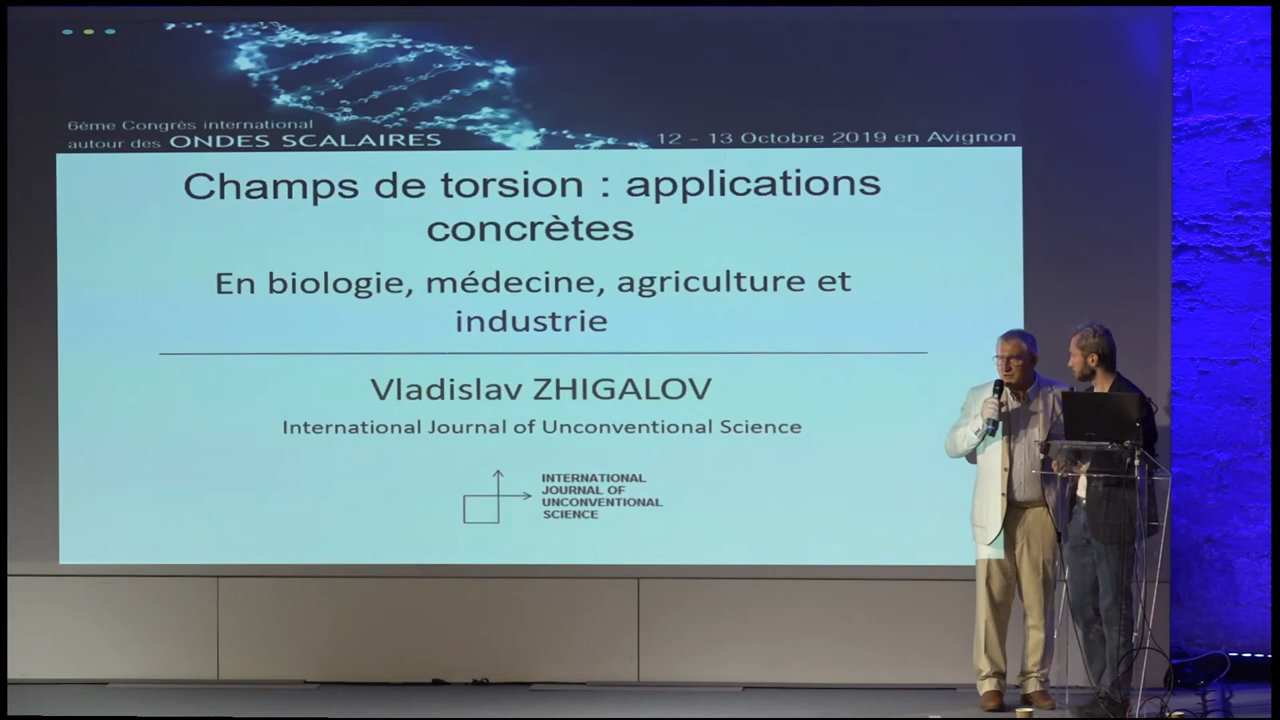 6ème Congrès international
autour des ONDES SCALAIRES
12 - 13 Octobre 2019 en Avignon
Champs de torsion : applications
concrètes
En biologie, médecine, agriculture et
industrie
Vladislav ZHIGALOV
International Journal of Unconventional Science
INTERNATIONAL
JOURNAL OF
UNCONVENTIONAL
SCIENCE